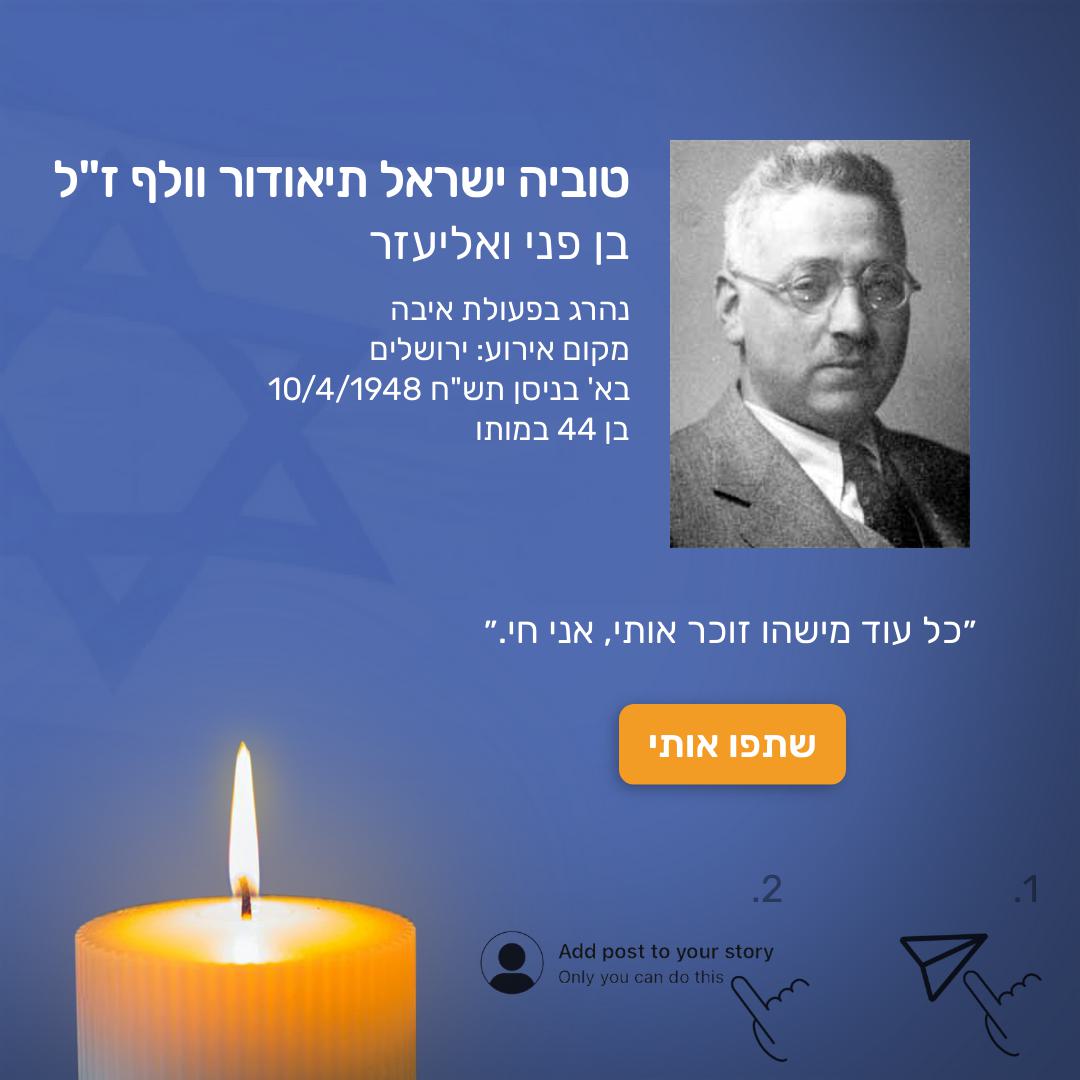 טוביה ישראל תיאודור וולף ז"ל
בן פני ואליעזר
נהרג בפעולת איבה
מקום אירוע: ירושלים
בא' בניסן תש"ח 10/4/1948
בן 44 במותו
״כל עוד מישהו זוכר אותי, אני חי.״
שתפו אותי
1.
2.
Add post to your story
Only you can do this